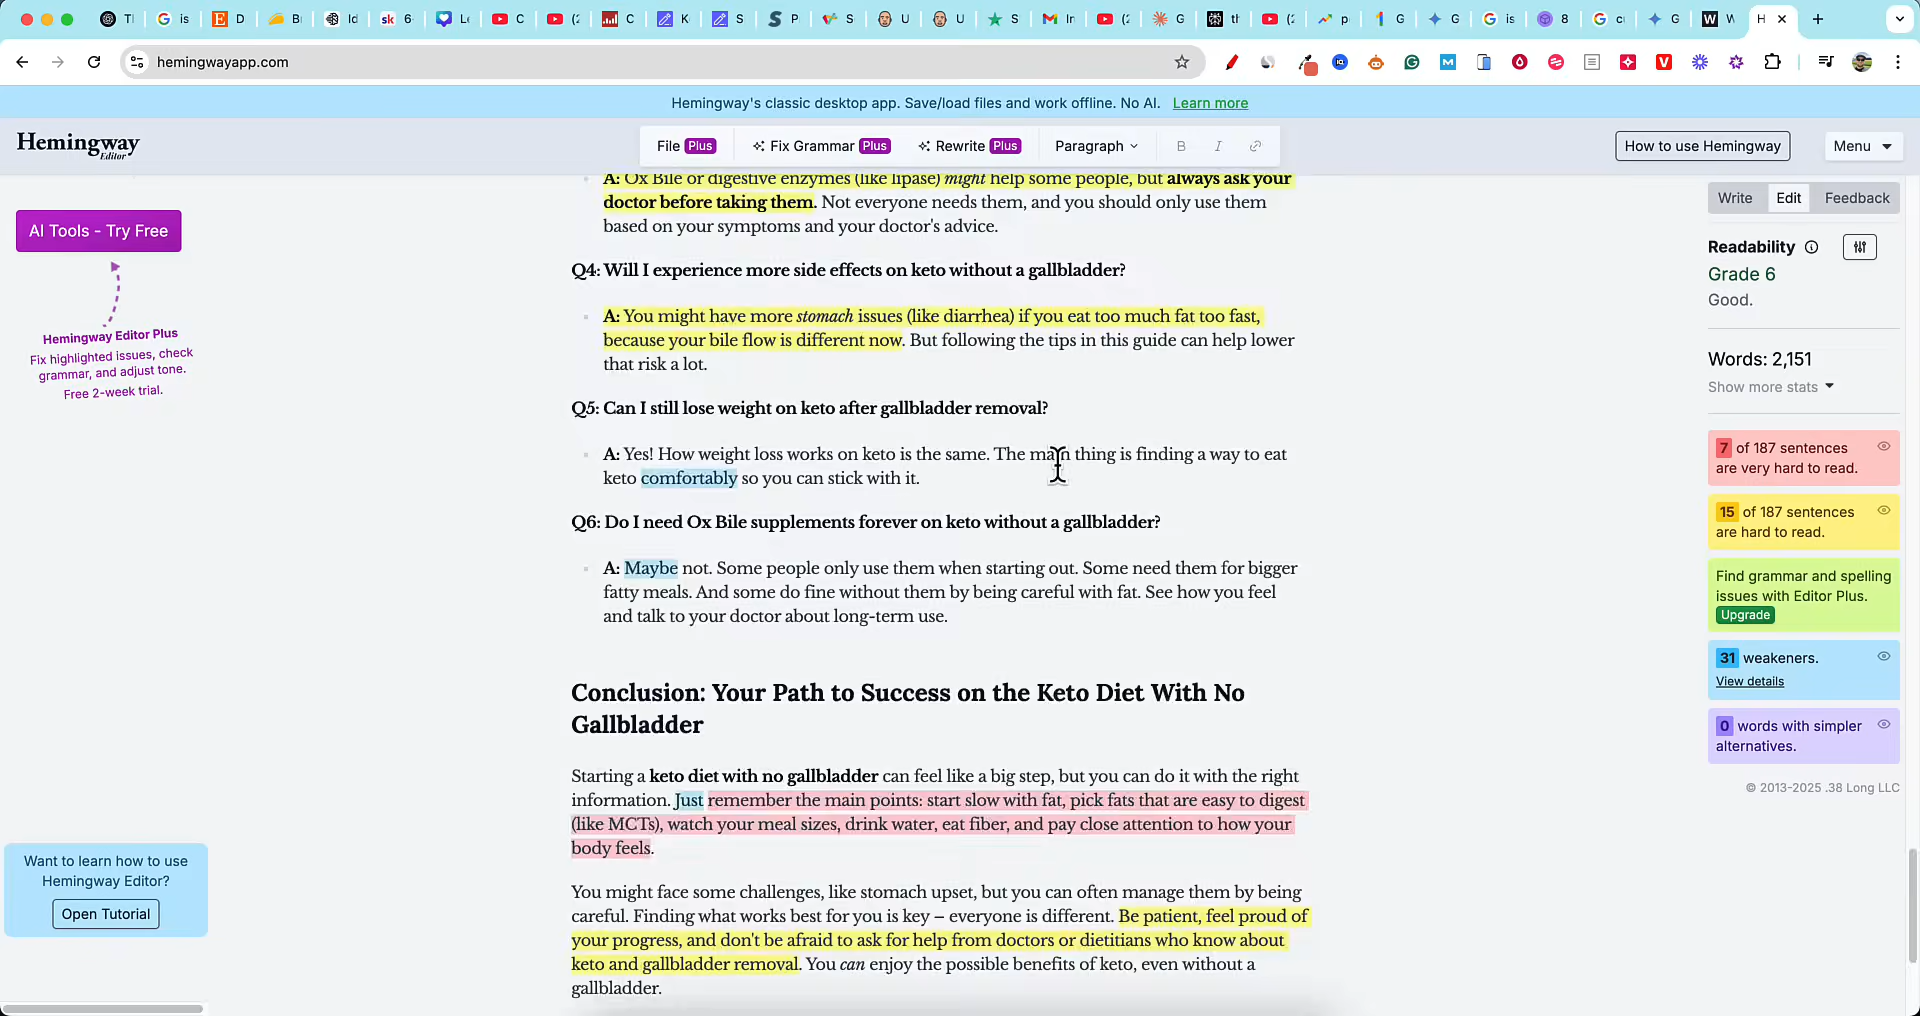 hemingwayapp.com
Hemingway's classic desktop app. Save/load files and work offline. No AI. Learn more
Hemingway
Editor
File Plus
Fix Grammar Plus
Rewrite Plus
Paragraph
B
I
How to use Hemingway
Menu
AI Tools - Try Free
Hemingway Editor Plus
Fix highlighted issues, check
grammar, and adjust tone.
Free 2-week trial.
A: Ox Bile or digestive enzymes (like lipase) might help some people, but always ask your
doctor before taking them. Not everyone needs them, and you should only use them
based on your symptoms and your doctor's advice.
Q4: Will I experience more side effects on keto without a gallbladder?
A: You might have more stomach issues (like diarrhea) if you eat too much fat too fast,
because your bile flow is different now. But following the tips in this guide can help lower
that risk a lot.
Q5: Can I still lose weight on keto after gallbladder removal?
A: Yes! How weight loss works on keto is the same. The main thing is finding a way to eat
keto comfortably so you can stick with it.
Q6: Do I need Ox Bile supplements forever on keto without a gallbladder?
A: Maybe not. Some people only use them when starting out. Some need them for bigger
fatty meals. And some do fine without them by being careful with fat. See how you feel
and talk to your doctor about long-term use.
Conclusion: Your Path to Success on the Keto Diet With No
Gallbladder
Starting a keto diet with no gallbladder can feel like a big step, but you can do it with the right
information. Just remember the main points: start slow with fat, pick fats that are easy to digest
(like MCTs), watch your meal sizes, drink water, eat fiber, and pay close attention to how your
body feels.
You might face some challenges, like stomach upset, but you can often manage them by being
careful. Finding what works best for you is key – everyone is different. Be patient, feel proud of
your progress, and don't be afraid to ask for help from doctors or dietitians who know about
keto and gallbladder removal. You can enjoy the possible benefits of keto, even without a
gallbladder.
Want to learn how to use
Hemingway Editor?
Open Tutorial
Write
Edit
Feedback
Readability
Grade 6
Good.
Words: 2,151
Show more stats
7 of 187 sentences
are very hard to read.
15 of 187 sentences
are hard to read.
Find grammar and spelling
issues with Editor Plus.
Upgrade
31 weakeners.
View details
0 words with simpler
alternatives.
© 2013-2025 .38 Long LLC